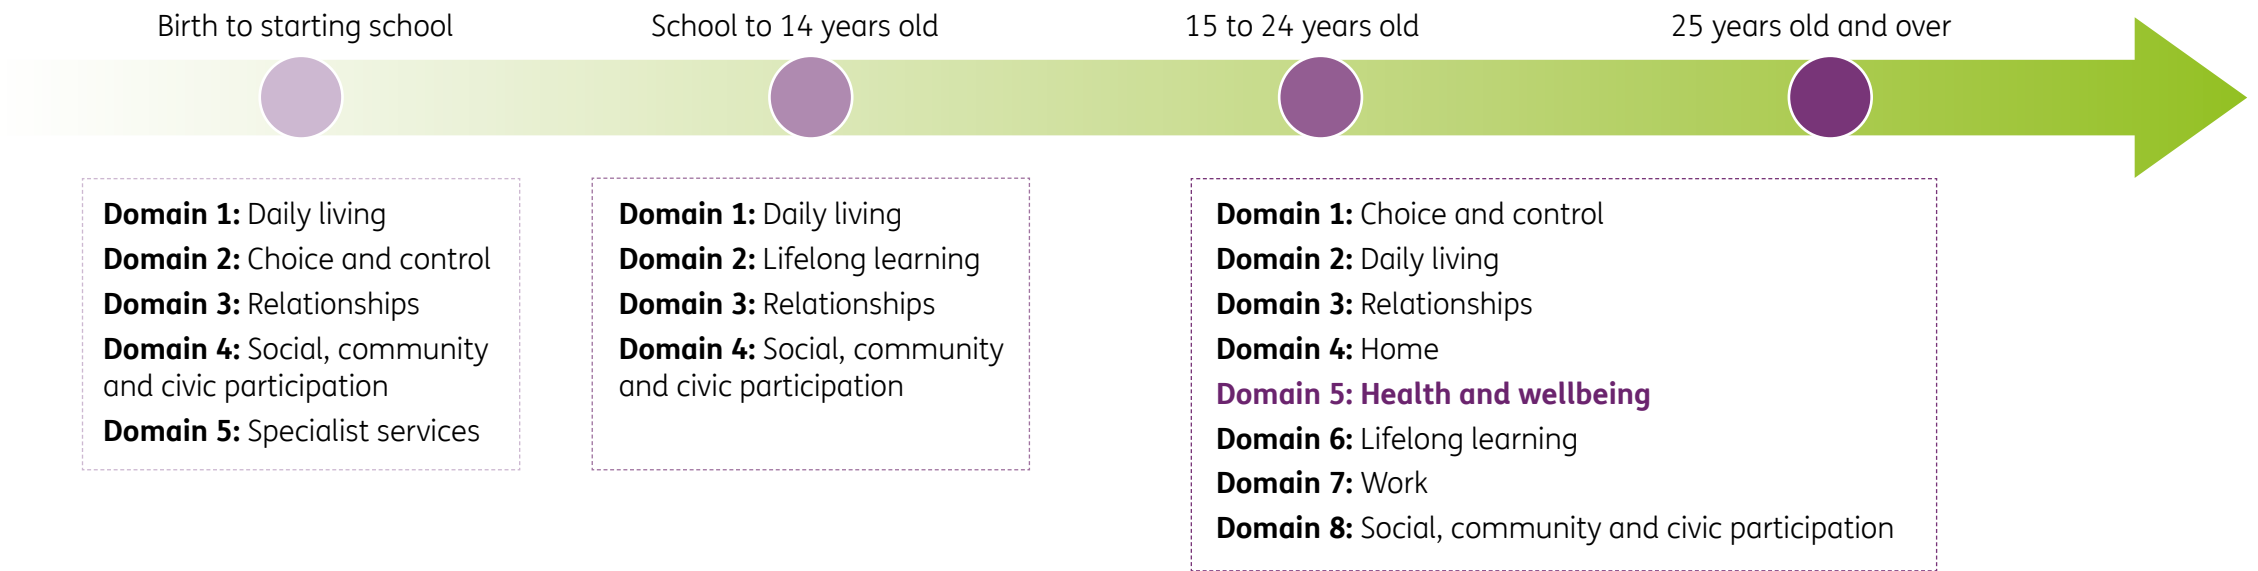 Birth to starting school
School to 14 years old
15 to 24 years old
25 years old and over
Domain 1: Daily living
Domain 2: Choice and control
Domain 3: Relationships
Domain 4: Social, community
and civic participation
Domain 5: Specialist services
Domain 1: Daily living
Domain 2: Lifelong learning
Domain 3: Relationships
Domain 4: Social, community
and civic participation
Domain 1: Choice and control
Domain 2: Daily living
Domain 3: Relationships
Domain 4: Home
Domain 5: Health and wellbeing
Domain 6: Lifelong learning
Domain 7: Work
Domain 8: Social, community and civic participation